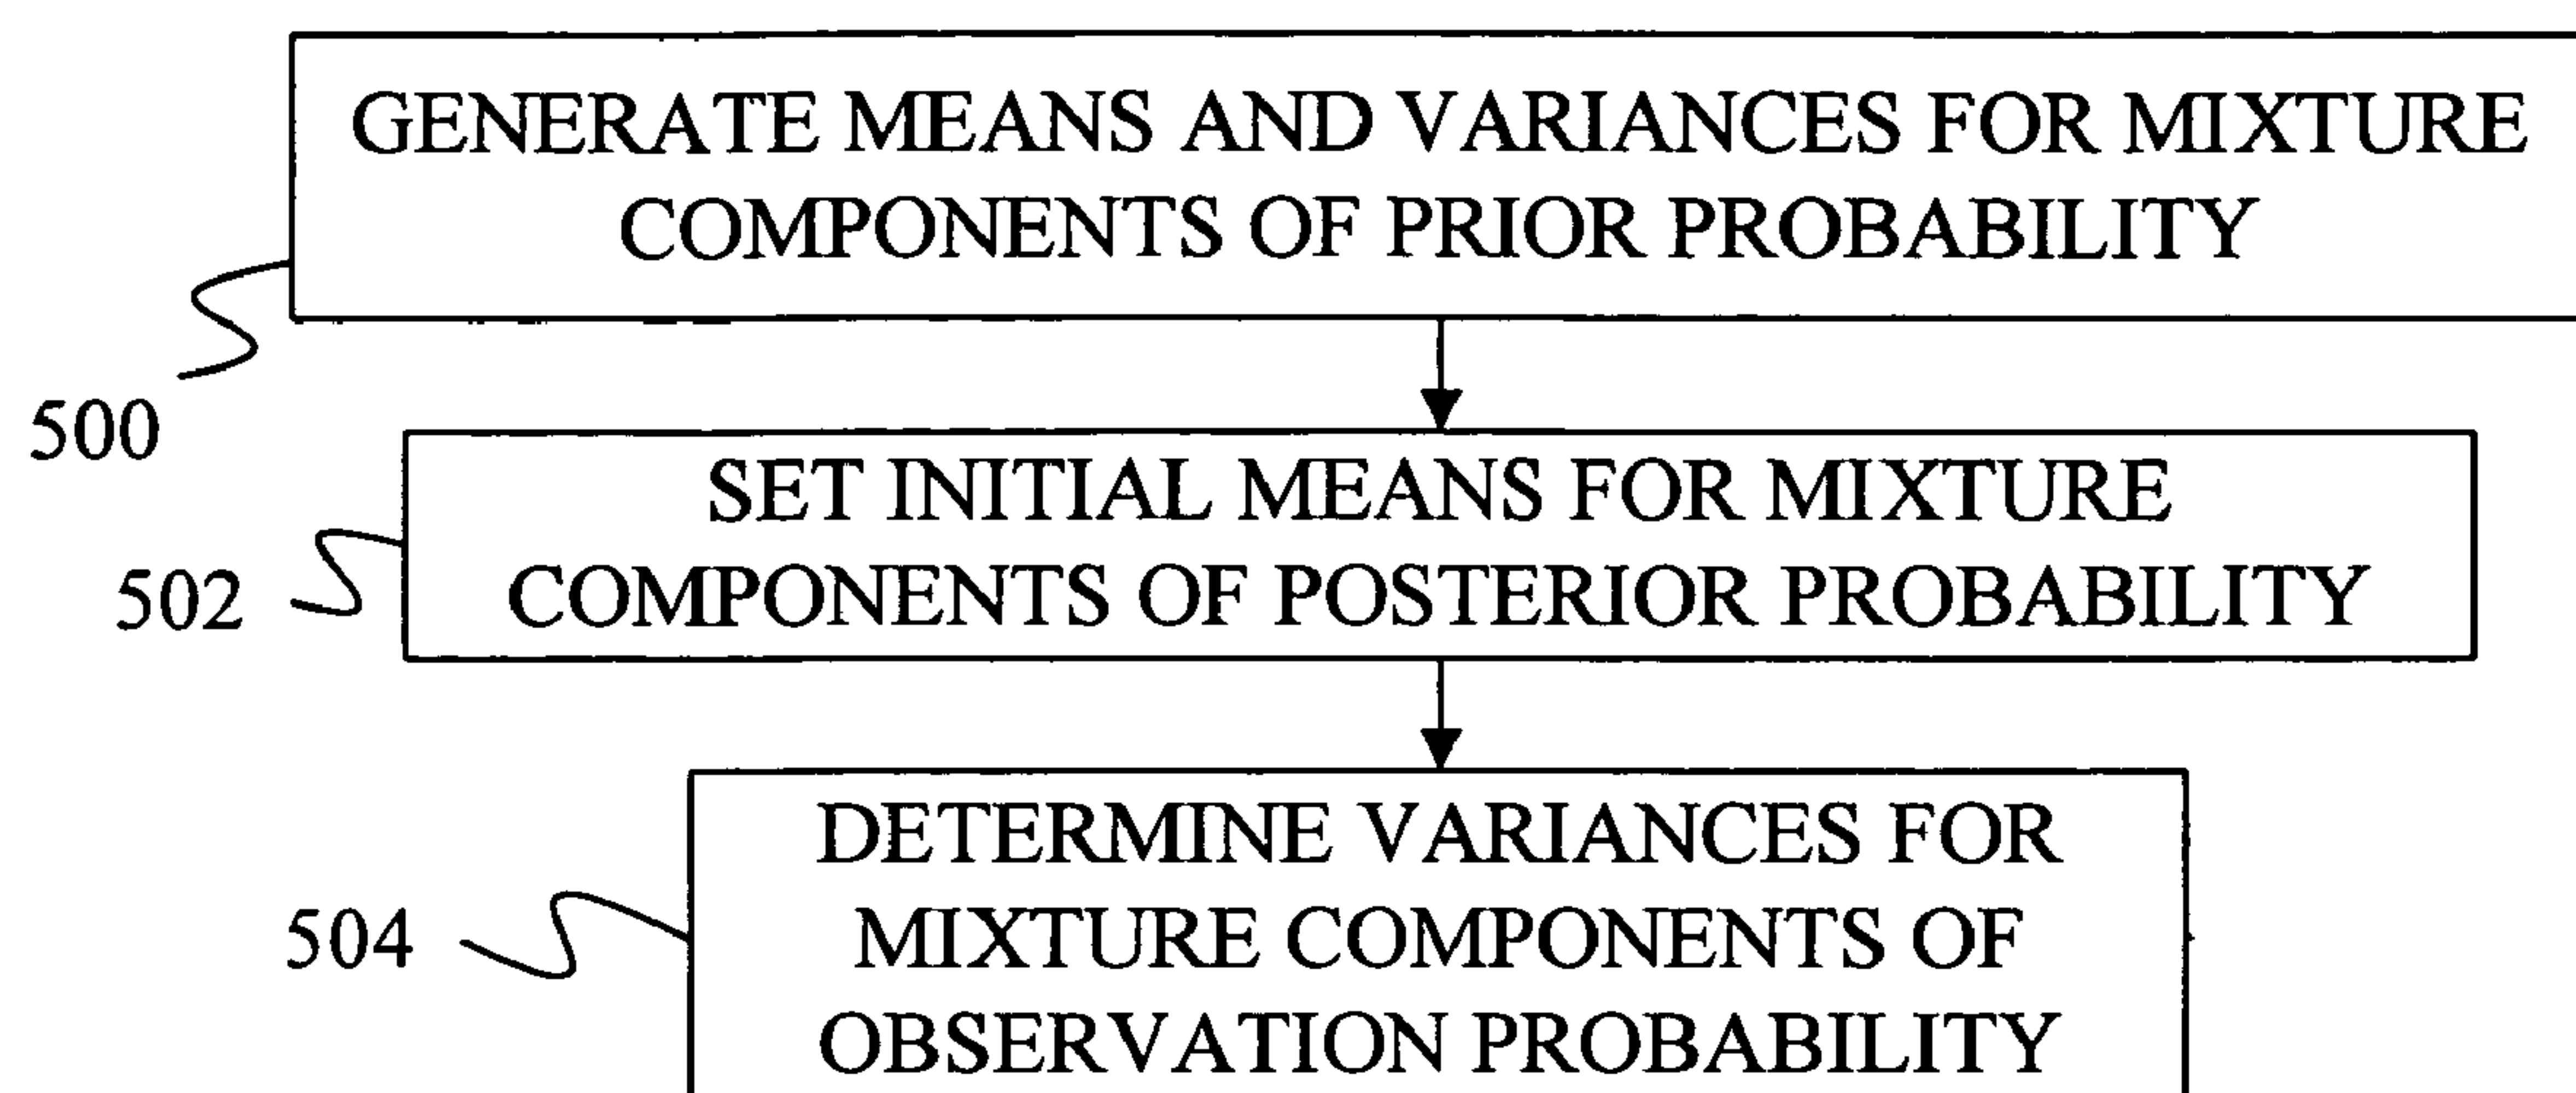 GENERATE MEANS AND VARIANCES FOR MIXTURE
COMPONENTS OF PRIOR PROBABILITY
500
SET INITIAL MEANS FOR MIXTURE
COMPONENTS OF POSTERIOR PROBABILITY
502
DETERMINE VARIANCES FOR
MIXTURE COMPONENTS OF
OBSERVATION PROBABILITY
504